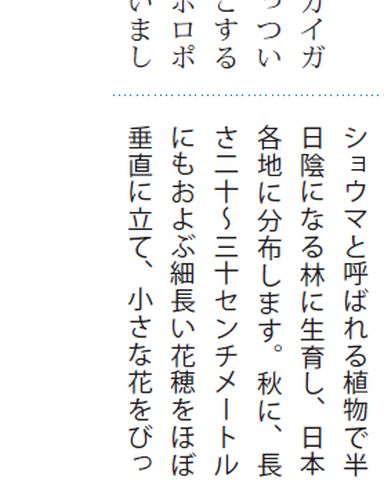 カイガ
っつい
とする
ホロポ
いまし
ショウマと呼ばれる植物で半
日陰になる林に生育し、日本
各地に分布します。秋に、長
さ二十〜三十センチメートル
にもおよぶ細長い花穂をほぼ
垂直に立て、小さな花をびっ